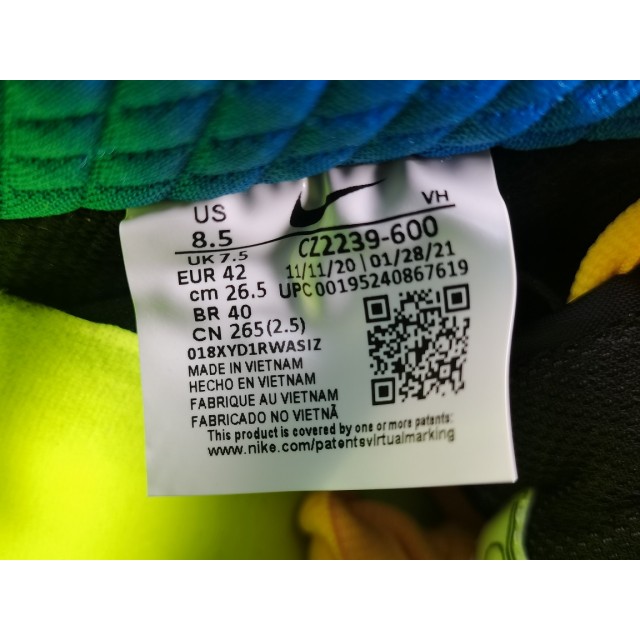 US
8.5
VH
UK 7.5
CZ2239-600
EUR 42
11/11/20 | 01/28/21
cm 26.5
UPC 00195240867619
BR 40
CN 265(2.5)
018XYD1RWASIZ
MADE IN VIETNAM
HECHO EN VIETNAM
FABRIQUE AU VIETNAM
FABRICADO NO VIETNÃ
This product is covered by one or more patents:
www.nike.com/patentsvirtualmarking